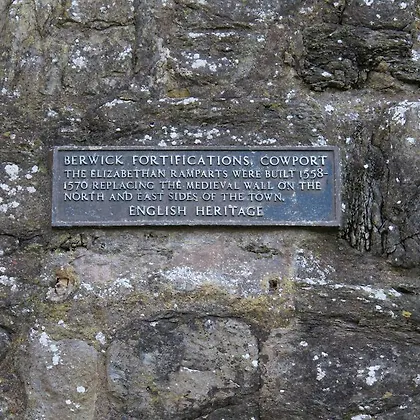 BERWICK FORTIFICATIONS, COWPORT
THE ELIZABETHAN RAMPARTS WERE BUILT 1558-
1570 REPLACING THE MEDIEVAL WALL ON THE
NORTH AND EAST SIDES OF THE TOWN.
ENGLISH HERITAGE